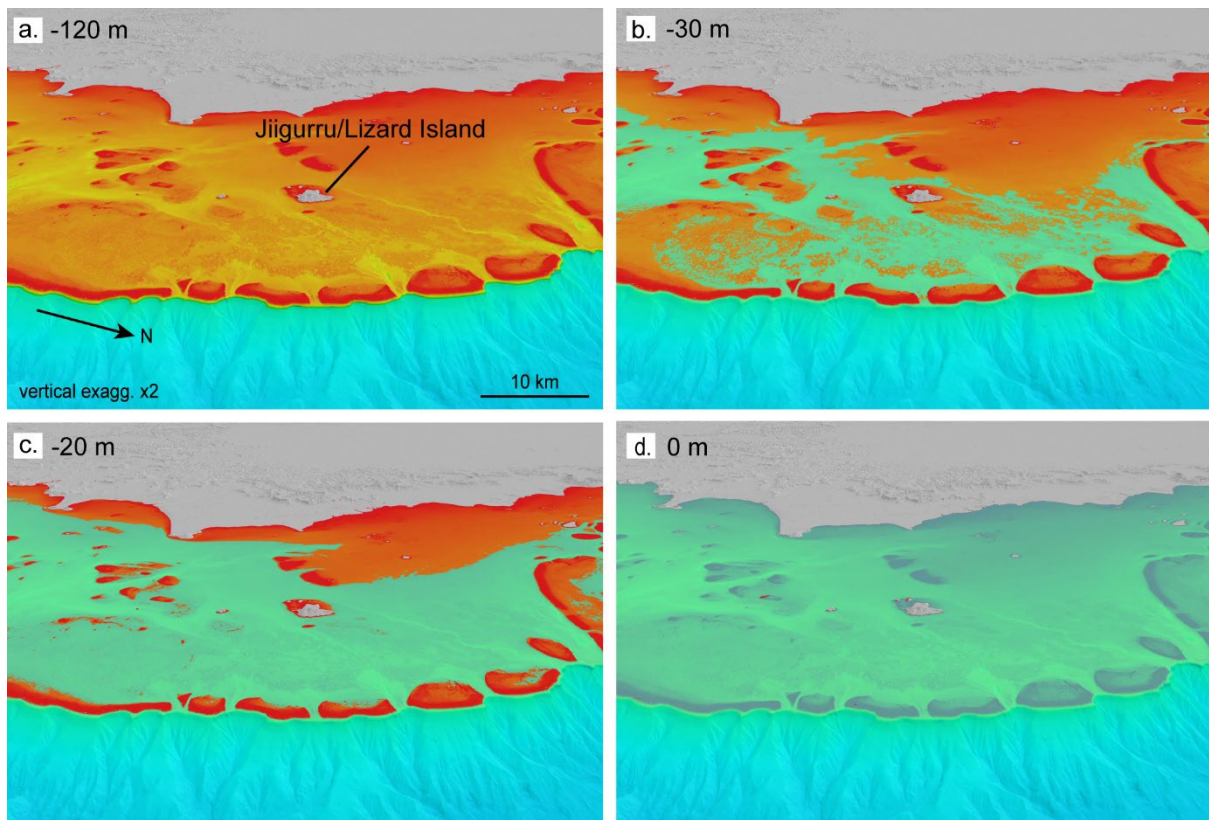 a. -120 m
Jiigurru/Lizard Island
N
vertical exagg. x2
10 km
b. -30 m
c. -20 m
d. 0 m